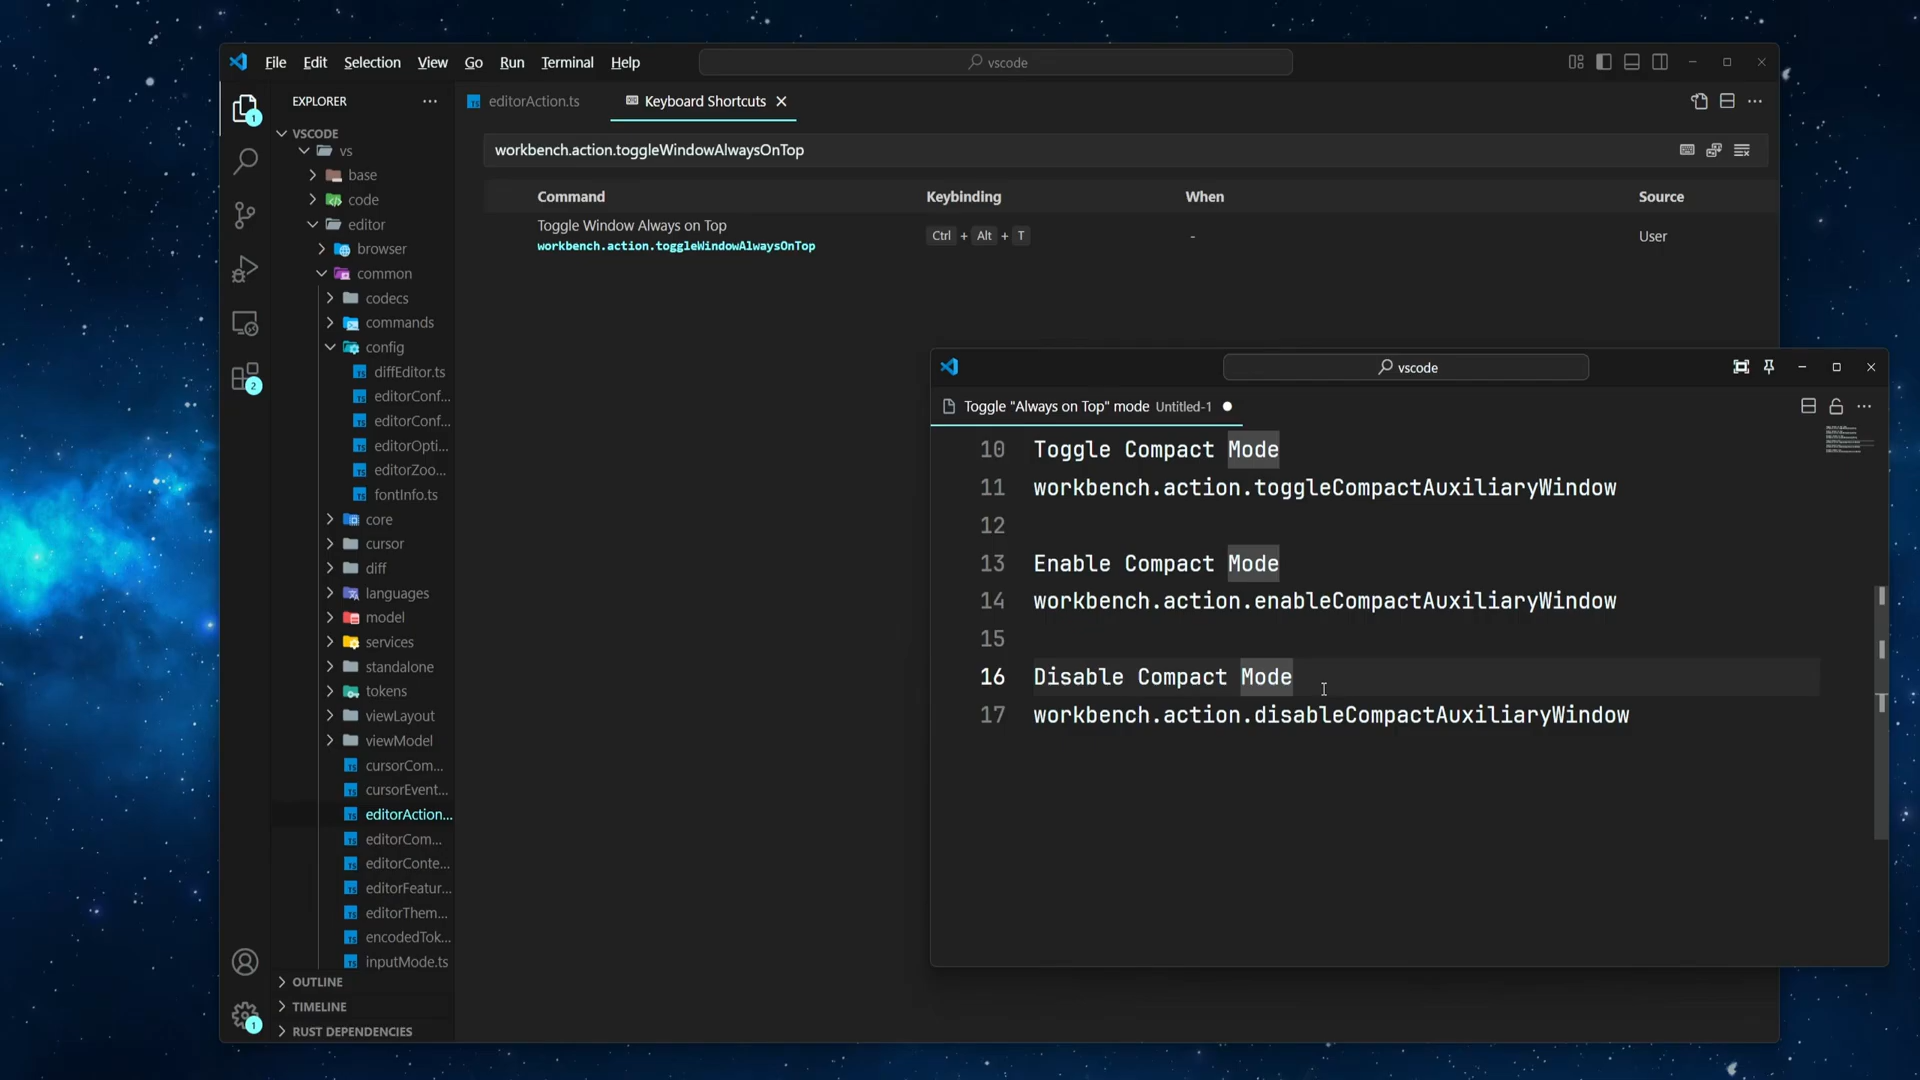 File Edit Selection View Go Run Terminal Help
vscode
EXPLORER
VSCODE
vs
base
code
editor
browser
common
codecs
commands
config
diffEditor.ts
editorConf...
editorConf...
editorOpti...
editorZoo...
fontInfo.ts
core
cursor
diff
languages
model
services
standalone
tokens
viewLayout
viewModel
cursorCom...
cursorEvent...
editorAction...
editorCom...
editorConte...
editorFeatur...
editorThem...
encodedTok...
inputMode.ts
OUTLINE
TIMELINE
RUST DEPENDENCIES
1
2
1
editorAction.ts
Keyboard Shortcuts
workbench.action.toggleWindowAlwaysOnTop
Command Keybinding When Source
Toggle Window Always on Top
workbench.action.toggleWindowAlwaysOnTop
Ctrl + Alt + T - User
vscode
Toggle "Always on Top" mode Untitled-1
10 Toggle Compact Mode
11 workbench.action.toggleCompactAuxiliaryWindow
12
13 Enable Compact Mode
14 workbench.action.enableCompactAuxiliaryWindow
15
16 Disable Compact Mode
17 workbench.action.disableCompactAuxiliaryWindow